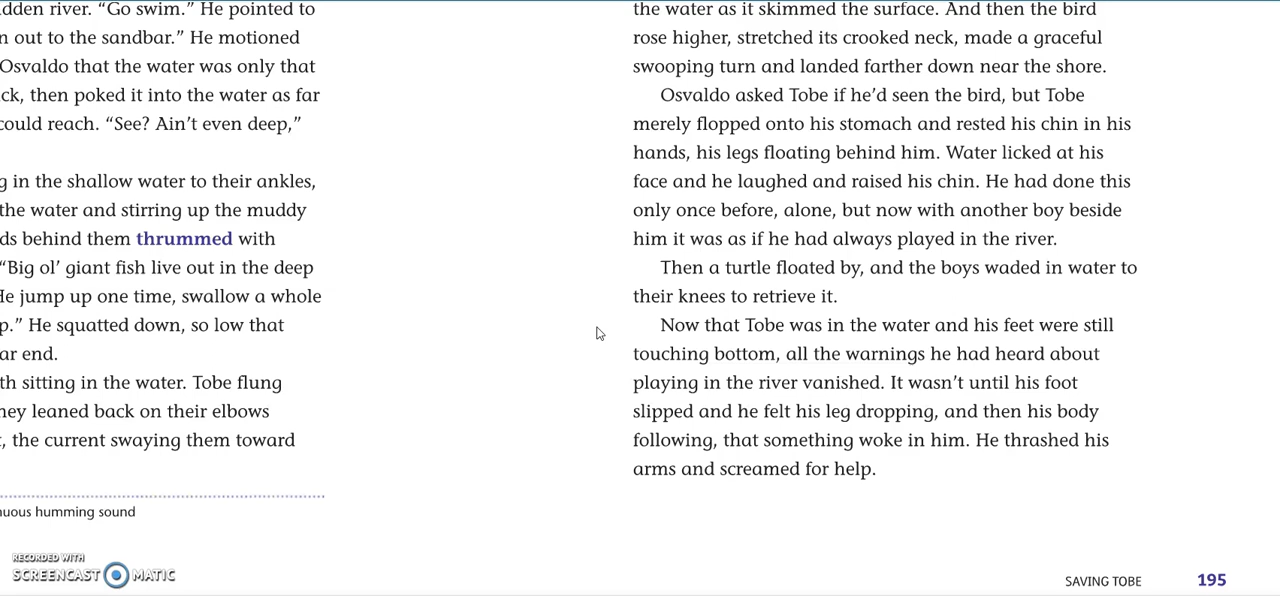 dden river. “Go swim.” He pointed to
n out to the sandbar.” He motioned
Osvaldo that the water was only that
ck, then poked it into the water as far
could reach. “See? Ain’t even deep,”
g in the shallow water to their ankles,
the water and stirring up the muddy
ds behind them thrummed with
“Big ol’ giant fish live out in the deep
He jump up one time, swallow a whole
p.” He squatted down, so low that
ar end.
th sitting in the water. Tobe flung
hey leaned back on their elbows
t, the current swaying them toward
nuous humming sound
the water as it skimmed the surface. And then the bird
rose higher, stretched its crooked neck, made a graceful
swooping turn and landed farther down near the shore.
Osvaldo asked Tobe if he’d seen the bird, but Tobe
merely flopped onto his stomach and rested his chin in his
hands, his legs floating behind him. Water licked at his
face and he laughed and raised his chin. He had done this
only once before, alone, but now with another boy beside
him it was as if he had always played in the river.
Then a turtle floated by, and the boys waded in water to
their knees to retrieve it.
Now that Tobe was in the water and his feet were still
touching bottom, all the warnings he had heard about
playing in the river vanished. It wasn’t until his foot
slipped and he felt his leg dropping, and then his body
following, that something woke in him. He thrashed his
arms and screamed for help.
RECORDED WITH
SCREENCAST MATIC
SAVING TOBE 195